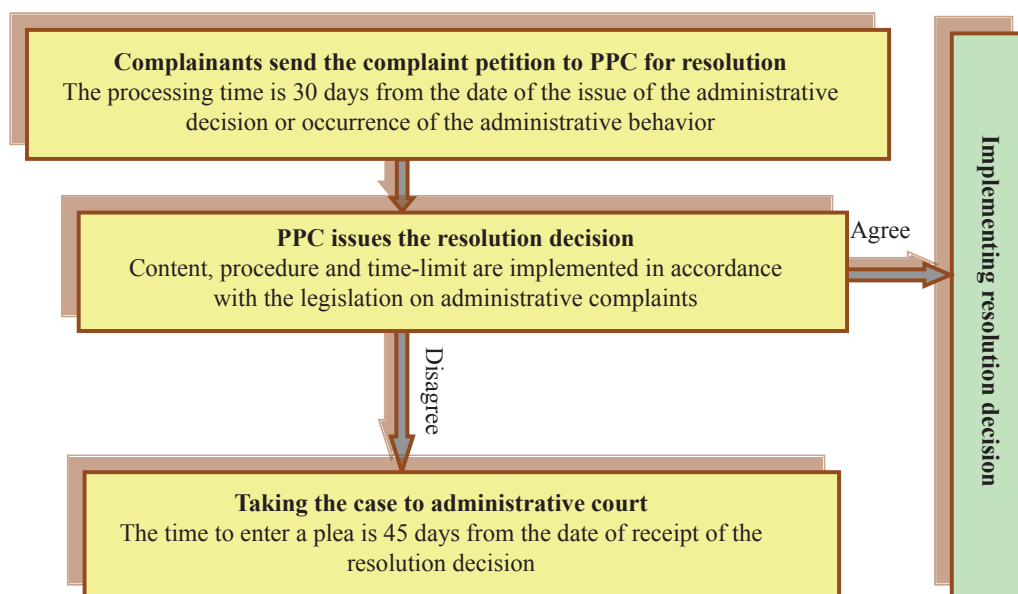 Complainants send the complaint petition to PPC for resolution
The processing time is 30 days from the date of the issue of the administrative
decision or occurrence of the administrative behavior
PPC issues the resolution decision
Content, procedure and time-limit are implemented in accordance
with the legislation on administrative complaints
Agree
Implementing resolution decision
Disagree
Taking the case to administrative court
The time to enter a plea is 45 days from the date of receipt of the
resolution decision